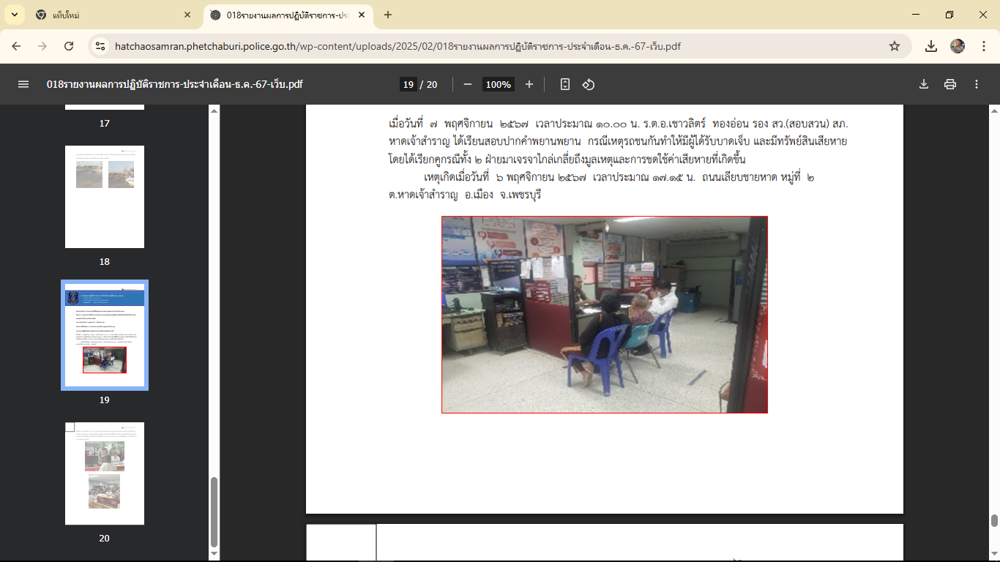 แท็บใหม่
018รายงานผลการปฏิบัติราชการ-ประ
hatchaosamran.phetchaburi.police.go.th/wp-content/uploads/2025/02/018รายงานผลการปฏิบัติราชการ-ประจำเดือน-ธ.ค.-67-เว็บ.pdf
018รายงานผลการปฏิบัติราชการ-ประจำเดือน-ธ.ค.-67-เว็บ.pdf
19 / 20
100%
17
18
19
20
เมื่อวันที่ ๗ พฤศจิกายน ๒๕๖๗ เวลาประมาณ ๑๐.๐๐ น. ร.ต.อ.เชาวลิตร์ ทองอ่อน รอง สว.(สอบสวน) สภ.
หาดเจ้าสำราญ ได้เรียนสอบปากคำพยานพยาน กรณีเหตุรถชนกันทำให้มีผู้ได้รับบาดเจ็บ และมีทรัพย์สินเสียหาย
โดยได้เรียกคู่กรณีทั้ง ๒ ฝ่ายมาเจรจาไกล่เกลี่ยถึงมูลเหตุและการชดใช้ค่าเสียหายที่เกิดขึ้น
เหตุเกิดเมื่อวันที่ ๖ พฤศจิกายน ๒๕๖๗ เวลาประมาณ ๑๗.๑๕ น. ถนนเลียบชายหาด หมู่ที่ ๒
ต.หาดเจ้าสำราญ อ.เมือง จ.เพชรบุรี